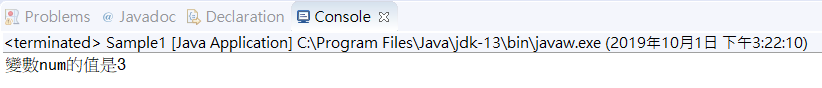 Problems @ Javadoc Declaration Console
<terminated> Sample1 [Java Application] C:\Program Files\Java\jdk-13\bin\javaw.exe (2019年10月1日 下午3:22:10)
變數num的值是3